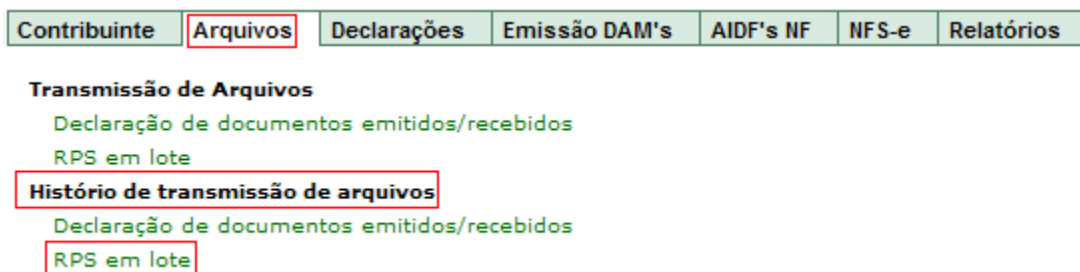 Contribuinte Arquivos Declarações Emissão DAM's AIDF's NF NFS-e Relatórios
Transmissão de Arquivos
Declaração de documentos emitidos/recebidos
RPS em lote
Histório de transmissão de arquivos
Declaração de documentos emitidos/recebidos
RPS em lote